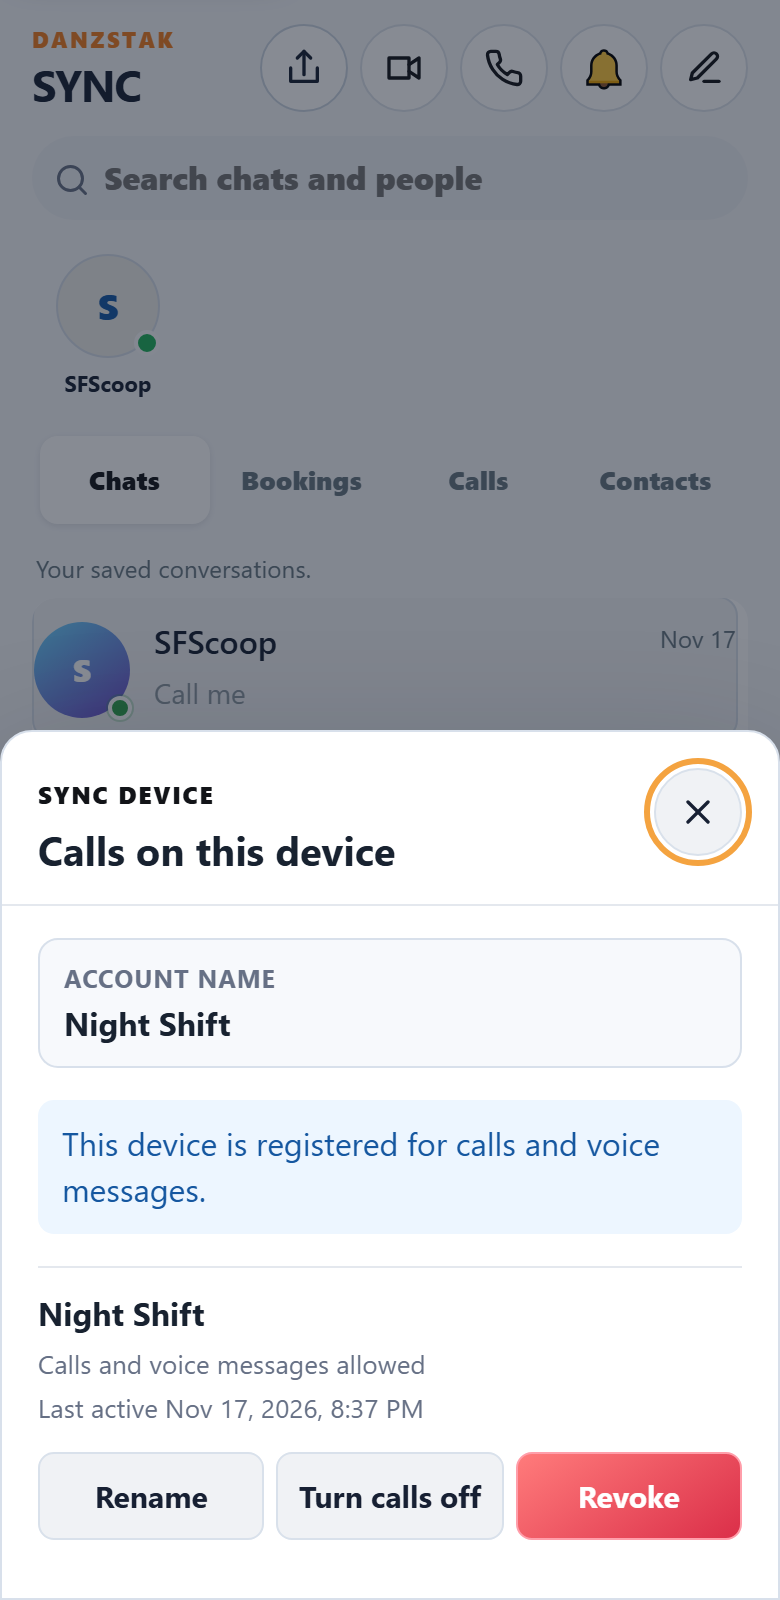 DANZSTAK
SYNC
Search chats and people
S
SFScoop
Chats Bookings Calls Contacts
Your saved conversations.
S
SFScoop
Nov 17
Call me
SYNC DEVICE
Calls on this device
ACCOUNT NAME
Night Shift
This device is registered for calls and voice
messages.
Night Shift
Calls and voice messages allowed
Last active Nov 17, 2026, 8:37 PM
Rename Turn calls off Revoke